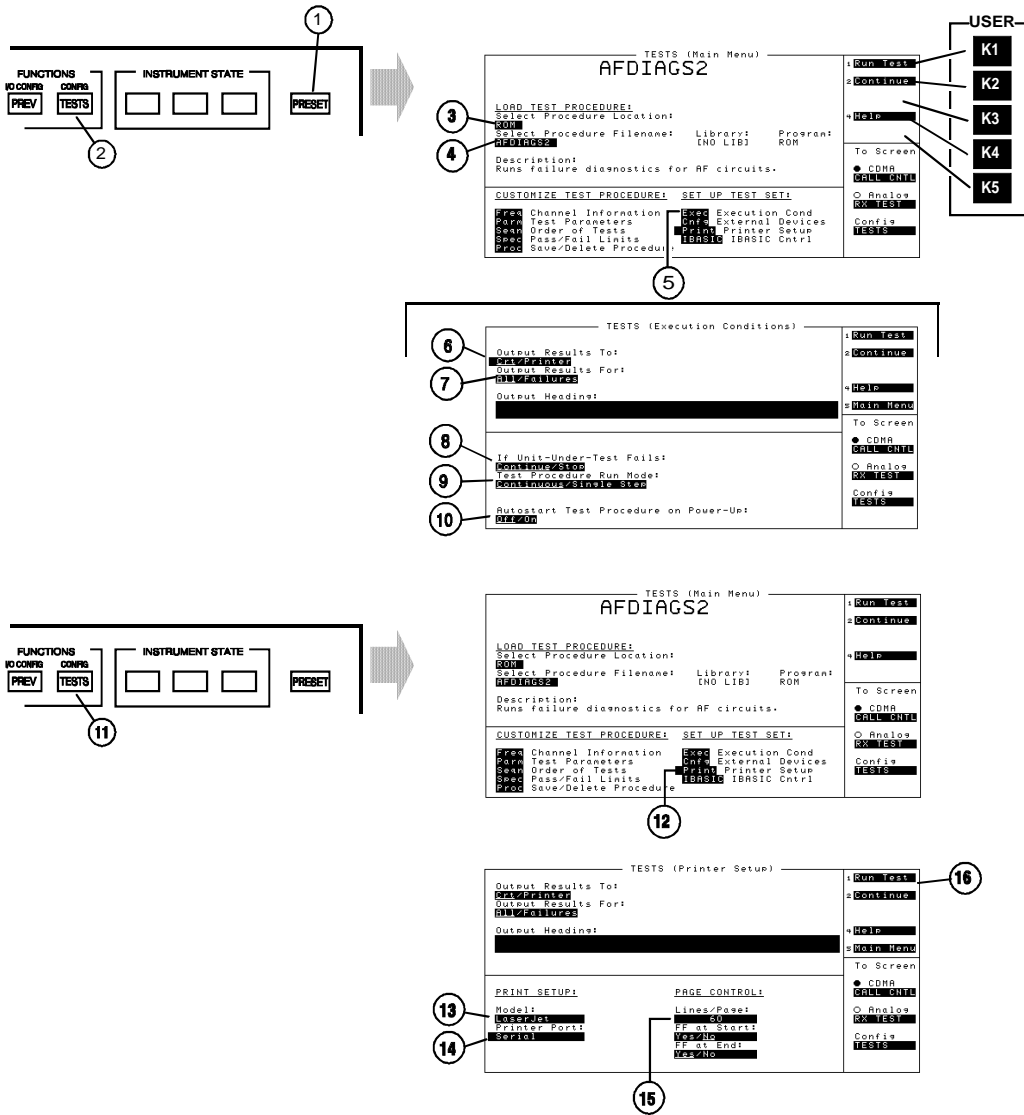 1
USER
FUNCTIONS
I/O CONFIG CONFIG
PREV TESTS
INSTRUMENT STATE
PRESET
2
TESTS (Main Menu)
AFDIAGS2
LOAD TEST PROCEDURE:
3 Select Procedure Location:
ROM
Select Procedure Filename: Library: Program:
4 AFDIAGS2 [NO LIB] ROM
Description:
Runs failure diagnostics for AF circuits.
CUSTOMIZE TEST PROCEDURE: SET UP TEST SET:
Freq Channel Information Exec Execution Cond
Parm Test Parameters Cnfg External Devices
Seqn Order of Tests Print Printer Setup
Spec Pass/Fail Limits IBASIC IBASIC Cntrl
Proc Save/Delete Procedure
5
1 Run Test
2 Continue
4 Help
To Screen
CDMA
CALL CNTL
Analog
RX TEST
Config
TESTS
K1
K2
K3
K4
K5
TESTS (Execution Conditions)
6 Output Results To:
Crt/Printer
7 Output Results For:
All/Failures
Output Heading:
8 If Unit-Under-Test Fails:
Continue/Stop
9 Test Procedure Run Mode:
Continuous/Single Step
10 Autostart Test Procedure on Power-Up:
Off/On
1 Run Test
2 Continue
4 Help
5 Main Menu
To Screen
CDMA
CALL CNTL
Analog
RX TEST
Config
TESTS
FUNCTIONS
I/O CONFIG CONFIG
PREV TESTS
INSTRUMENT STATE
PRESET
11
TESTS (Main Menu)
AFDIAGS2
LOAD TEST PROCEDURE:
Select Procedure Location:
ROM
Select Procedure Filename: Library: Program:
AFDIAGS2 [NO LIB] ROM
Description:
Runs failure diagnostics for AF circuits.
CUSTOMIZE TEST PROCEDURE: SET UP TEST SET:
Freq Channel Information Exec Execution Cond
Parm Test Parameters Cnfg External Devices
Seqn Order of Tests Print Printer Setup
Spec Pass/Fail Limits IBASIC IBASIC Cntrl
Proc Save/Delete Procedure
12
1 Run Test
2 Continue
4 Help
To Screen
CDMA
CALL CNTL
Analog
RX TEST
Config
TESTS
TESTS (Printer Setup)
Output Results To:
Crt/Printer
Output Results For:
All/Failures
Output Heading:
PRINT SETUP: PAGE CONTROL:
13 Model: Lines/Page:
LaserJet 60
Printer Port: FF at Start:
14 Serial Yes/No
FF at End:
Yes/No
15
1 Run Test 16
2 Continue
4 Help
5 Main Menu
To Screen
CDMA
CALL CNTL
Analog
RX TEST
Config
TESTS